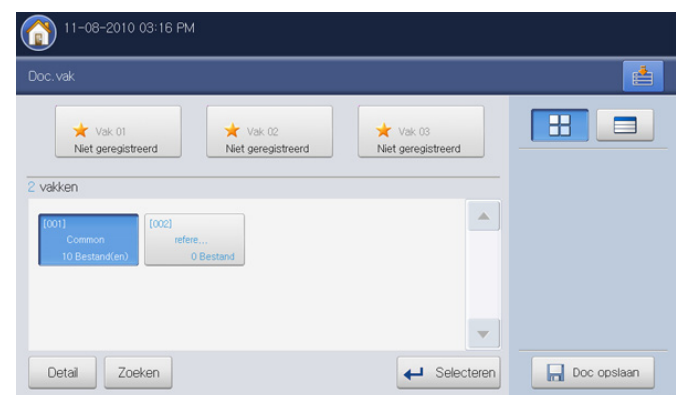 11-08-2010 03:16 PM
Doc. vak
Vak 01
Niet geregistreerd
Vak 02
Niet geregistreerd
Vak 03
Niet geregistreerd
2 vakken
[001]
Common
10 Bestand(en)
[002]
refere...
0 Bestand
Detail
Zoeken
Selecteren
Doc opslaan